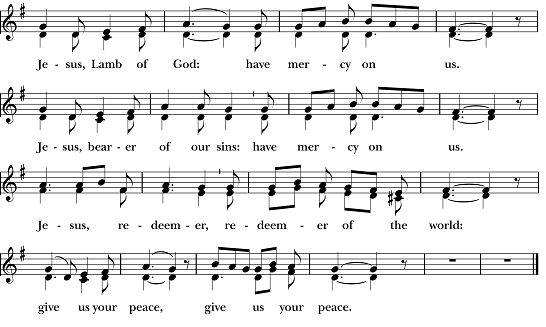 Je - sus, Lamb of God: have mer - cy on us.
Je - sus, bear - er of our sins: have mer - cy on us.
Je - sus, re - deem - er, re - deem - er of the world:
give us your peace, give us your peace.